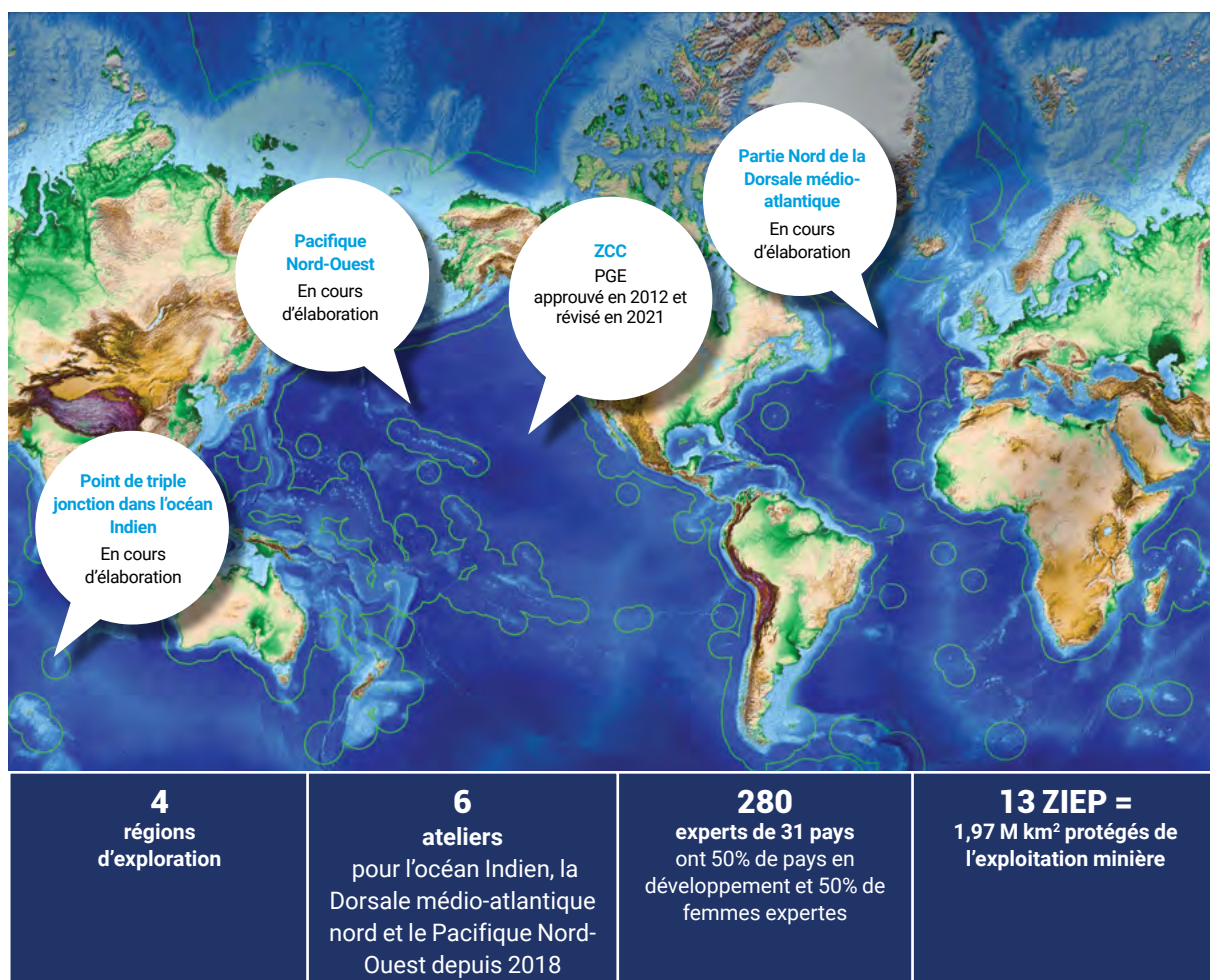 Partie Nord de la
Dorsale médio-
atlantique
En cours
d’élaboration
Pacifique
Nord-Ouest
En cours
d’élaboration
ZCC
PGE
approuvé en 2012 et
révisé en 2021
Point de triple
jonction dans l’océan
Indien
En cours
d’élaboration
4
régions
d’exploration
6
ateliers
pour l’océan Indien, la
Dorsale médio-atlantique
nord et le Pacifique Nord-
Ouest depuis 2018
280
experts de 31 pays
ont 50% de pays en
développement et 50% de
femmes expertes
13 ZIEP =
1,97 M km² protégés de
l’exploitation minière